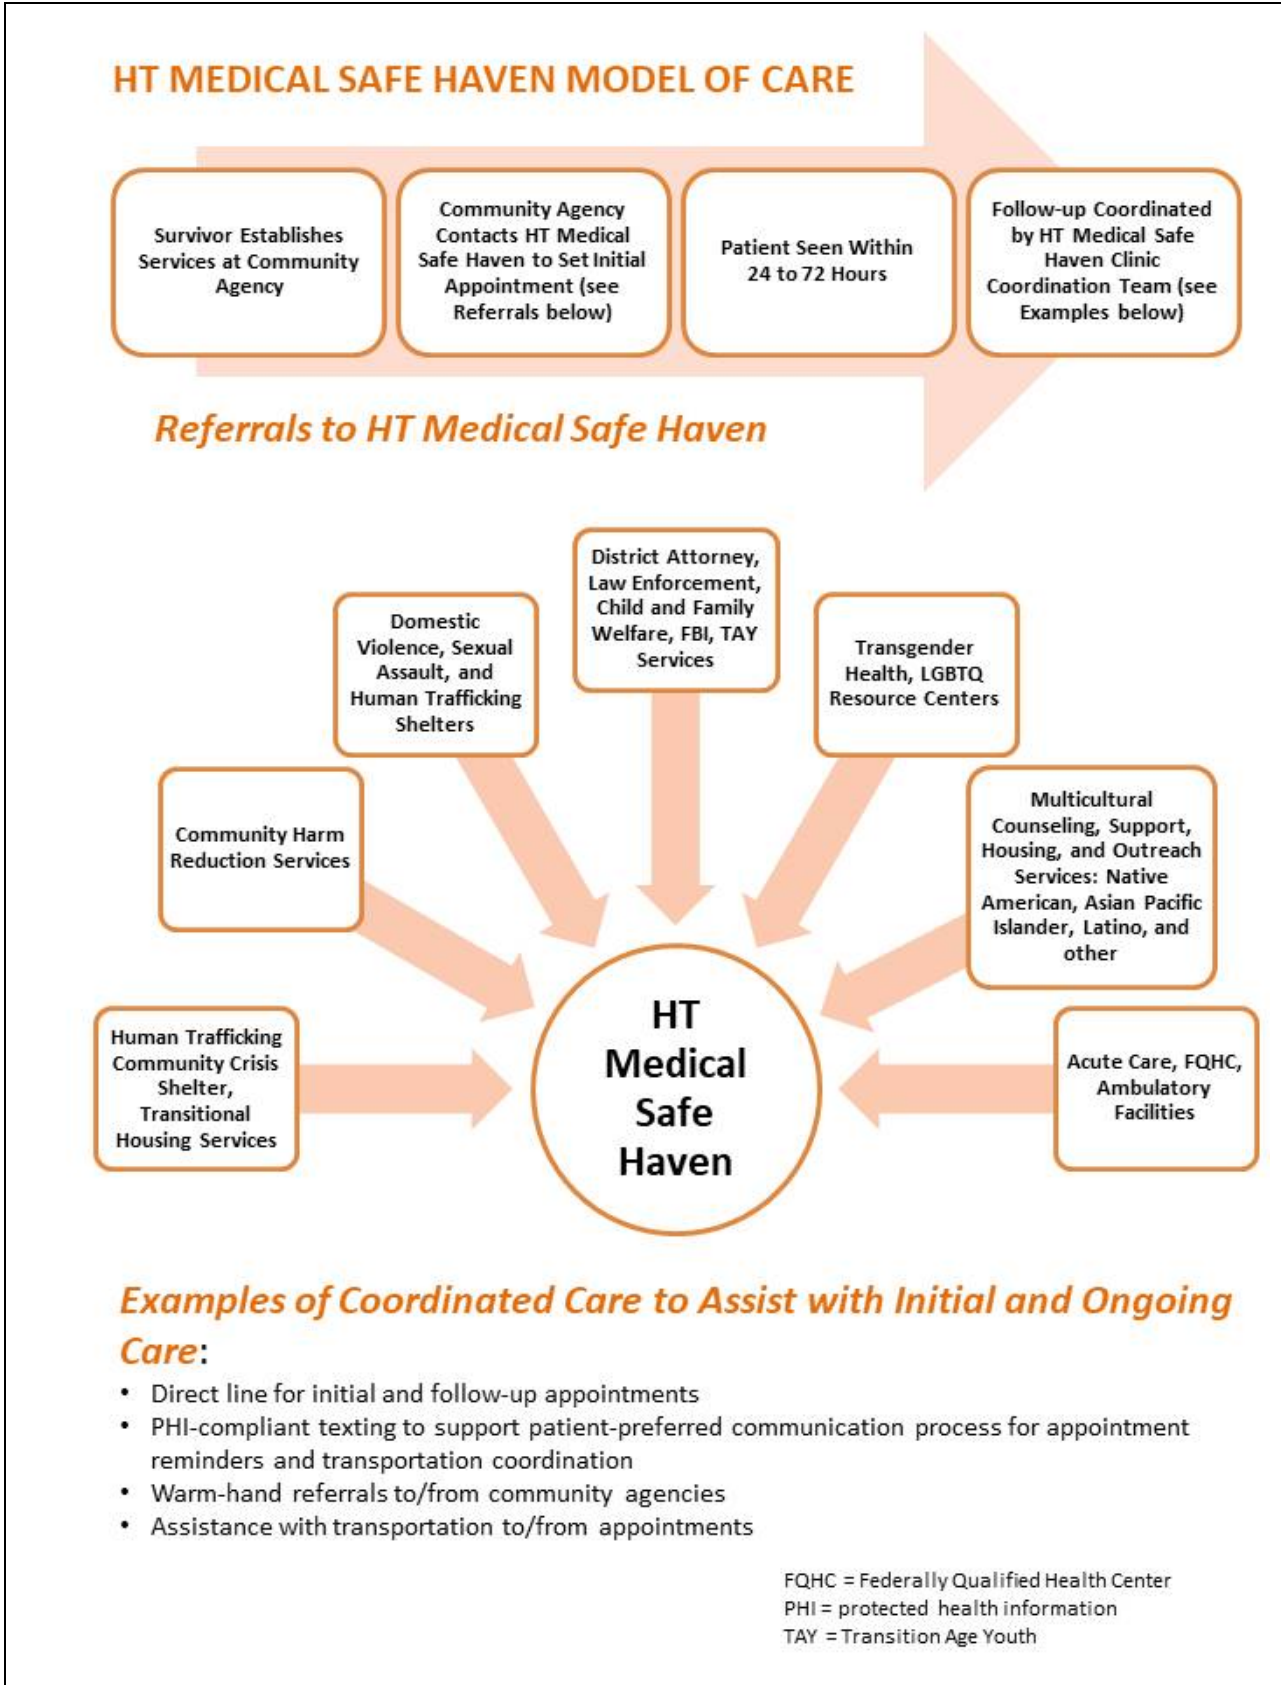 HT MEDICAL SAFE HAVEN MODEL OF CARE
Survivor Establishes
Services at Community
Agency
Community Agency
Contacts HT Medical
Safe Haven to Set Initial
Appointment (see
Referrals below)
Patient Seen Within
24 to 72 Hours
Follow-up Coordinated
by HT Medical Safe
Haven Clinic
Coordination Team (see
Examples below)
Referrals to HT Medical Safe Haven
District Attorney,
Law Enforcement,
Child and Family
Welfare, FBI, TAY
Services
Domestic
Violence, Sexual
Assault, and
Human Trafficking
Shelters
Transgender
Health, LGBTQ
Resource Centers
Community Harm
Reduction Services
Multicultural
Counseling, Support,
Housing, and Outreach
Services: Native
American, Asian Pacific
Islander, Latino, and
other
Human Trafficking
Community Crisis
Shelter,
Transitional
Housing Services
HT
Medical
Safe
Haven
Acute Care, FQHC,
Ambulatory
Facilities
Examples of Coordinated Care to Assist with Initial and Ongoing
Care:
• Direct line for initial and follow-up appointments
• PHI-compliant texting to support patient-preferred communication process for appointment
reminders and transportation coordination
• Warm-hand referrals to/from community agencies
• Assistance with transportation to/from appointments
FQHC = Federally Qualified Health Center
PHI = protected health information
TAY = Transition Age Youth